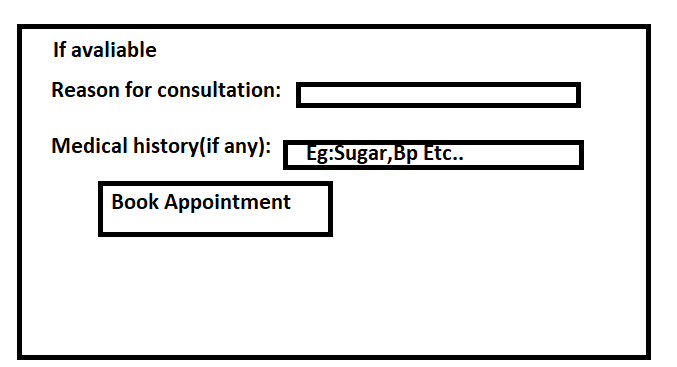 If avaliable
Reason for consultation:
Medical history(if any): Eg:Sugar,Bp Etc..
Book Appointment